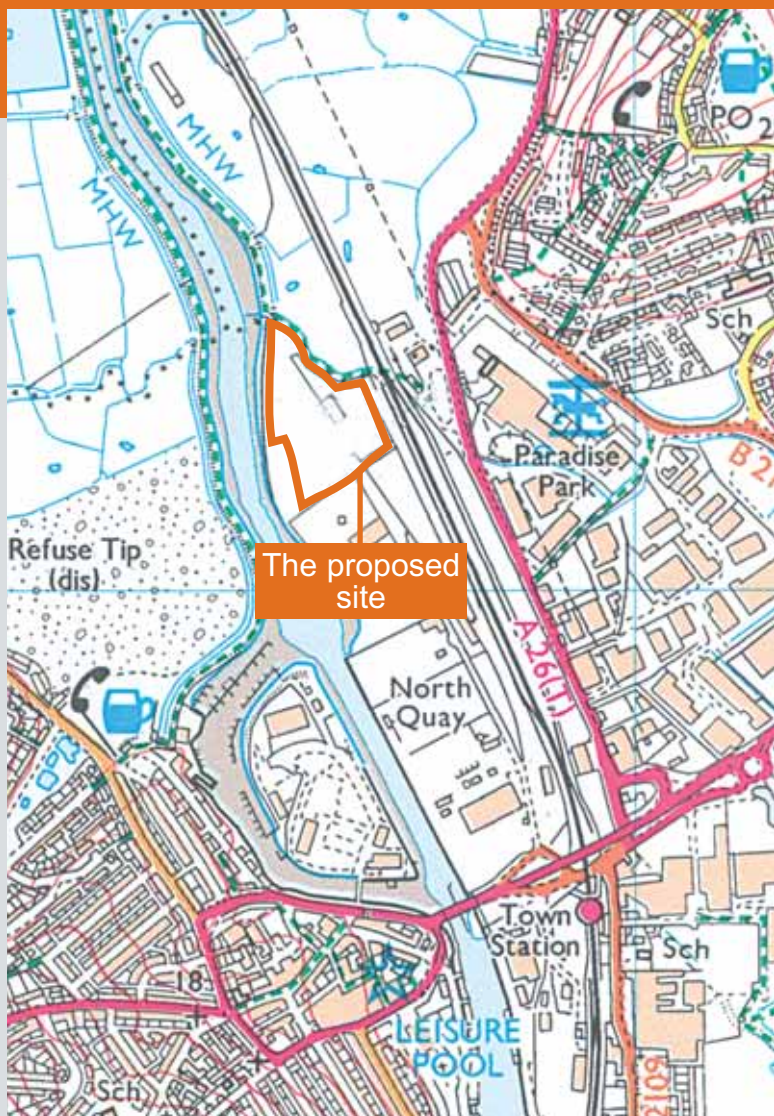 MHW
MHW
PO
2
Sch
Paradise
Park
Refuse Tip
(dis)
The proposed
site
A 26(T)
North
Quay
Town
Station
Sch
18
LEISURE
POOL
Sch